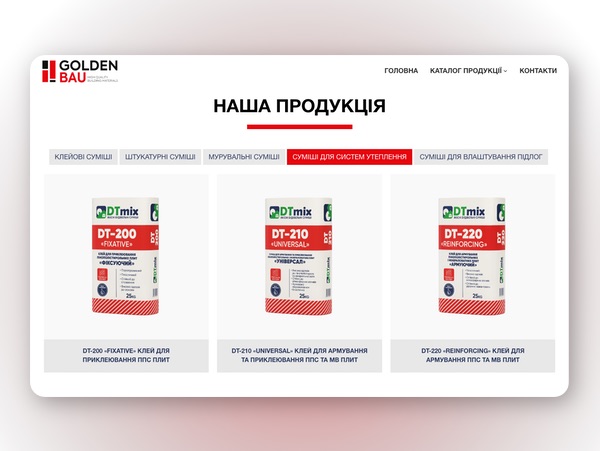 GOLDEN
BAU
ГОЛОВНА
КАТАЛОГ ПРОДУКЦІЇ
КОНТАКТИ
НАША ПРОДУКЦІЯ
КЛЕЙОВІ СУМІШІ
ШТУКАТУРНІ СУМІШІ
МУРУВАЛЬНІ СУМІШІ
СУМІШІ ДЛЯ СИСТЕМ УТЕПЛЕННЯ
СУМІШІ ДЛЯ ВЛАШТУВАННЯ ПІДЛОГ
DTmix
DT-200
«FIXATIVE»
«ФІКСУЮЧИЙ»
25KG
DTmix
DT-210
«UNIVERSAL»
«УНІВЕРСАЛ»
25KG
DTmix
DT-220
«REINFORCING»
«АРМУЮЧИЙ»
25KG
DT-200 «FIXATIVE» КЛЕЙ ДЛЯ
ПРИКЛЕЮВАННЯ ППС ПЛИТ
DT-210 «UNIVERSAL» КЛЕЙ ДЛЯ АРМУВАННЯ
ТА ПРИКЛЕЮВАННЯ ППС ТА МВ ПЛИТ
DT-220 «REINFORCING» КЛЕЙ ДЛЯ
АРМУВАННЯ ППС ТА МВ ПЛИТ